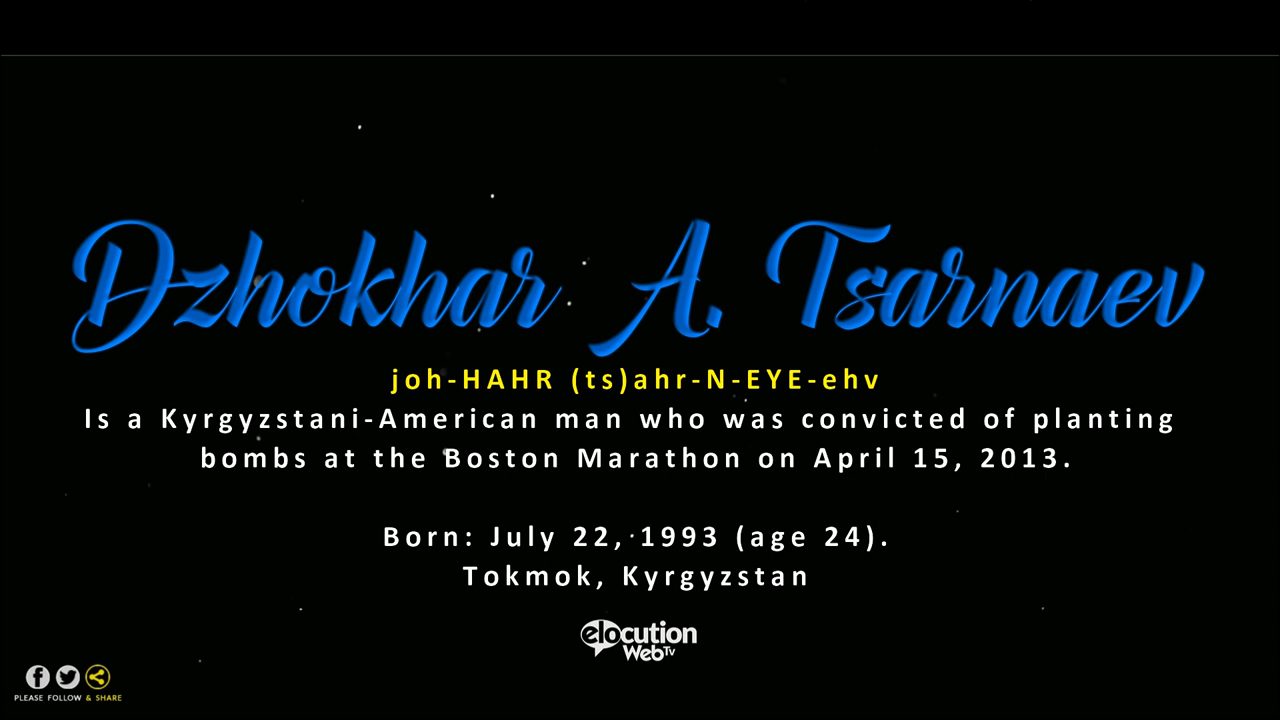 Dzhokhar A. Tsarnaev
joh-HAHR (ts)ahr-N-EYE-ehv
Is a Kyrgyzstani-American man who was convicted of planting
bombs at the Boston Marathon on April 15, 2013.
Born: July 22, 1993 (age 24).
Tokmok, Kyrgyzstan
elocution
WebTv
PLEASE FOLLOW & SHARE